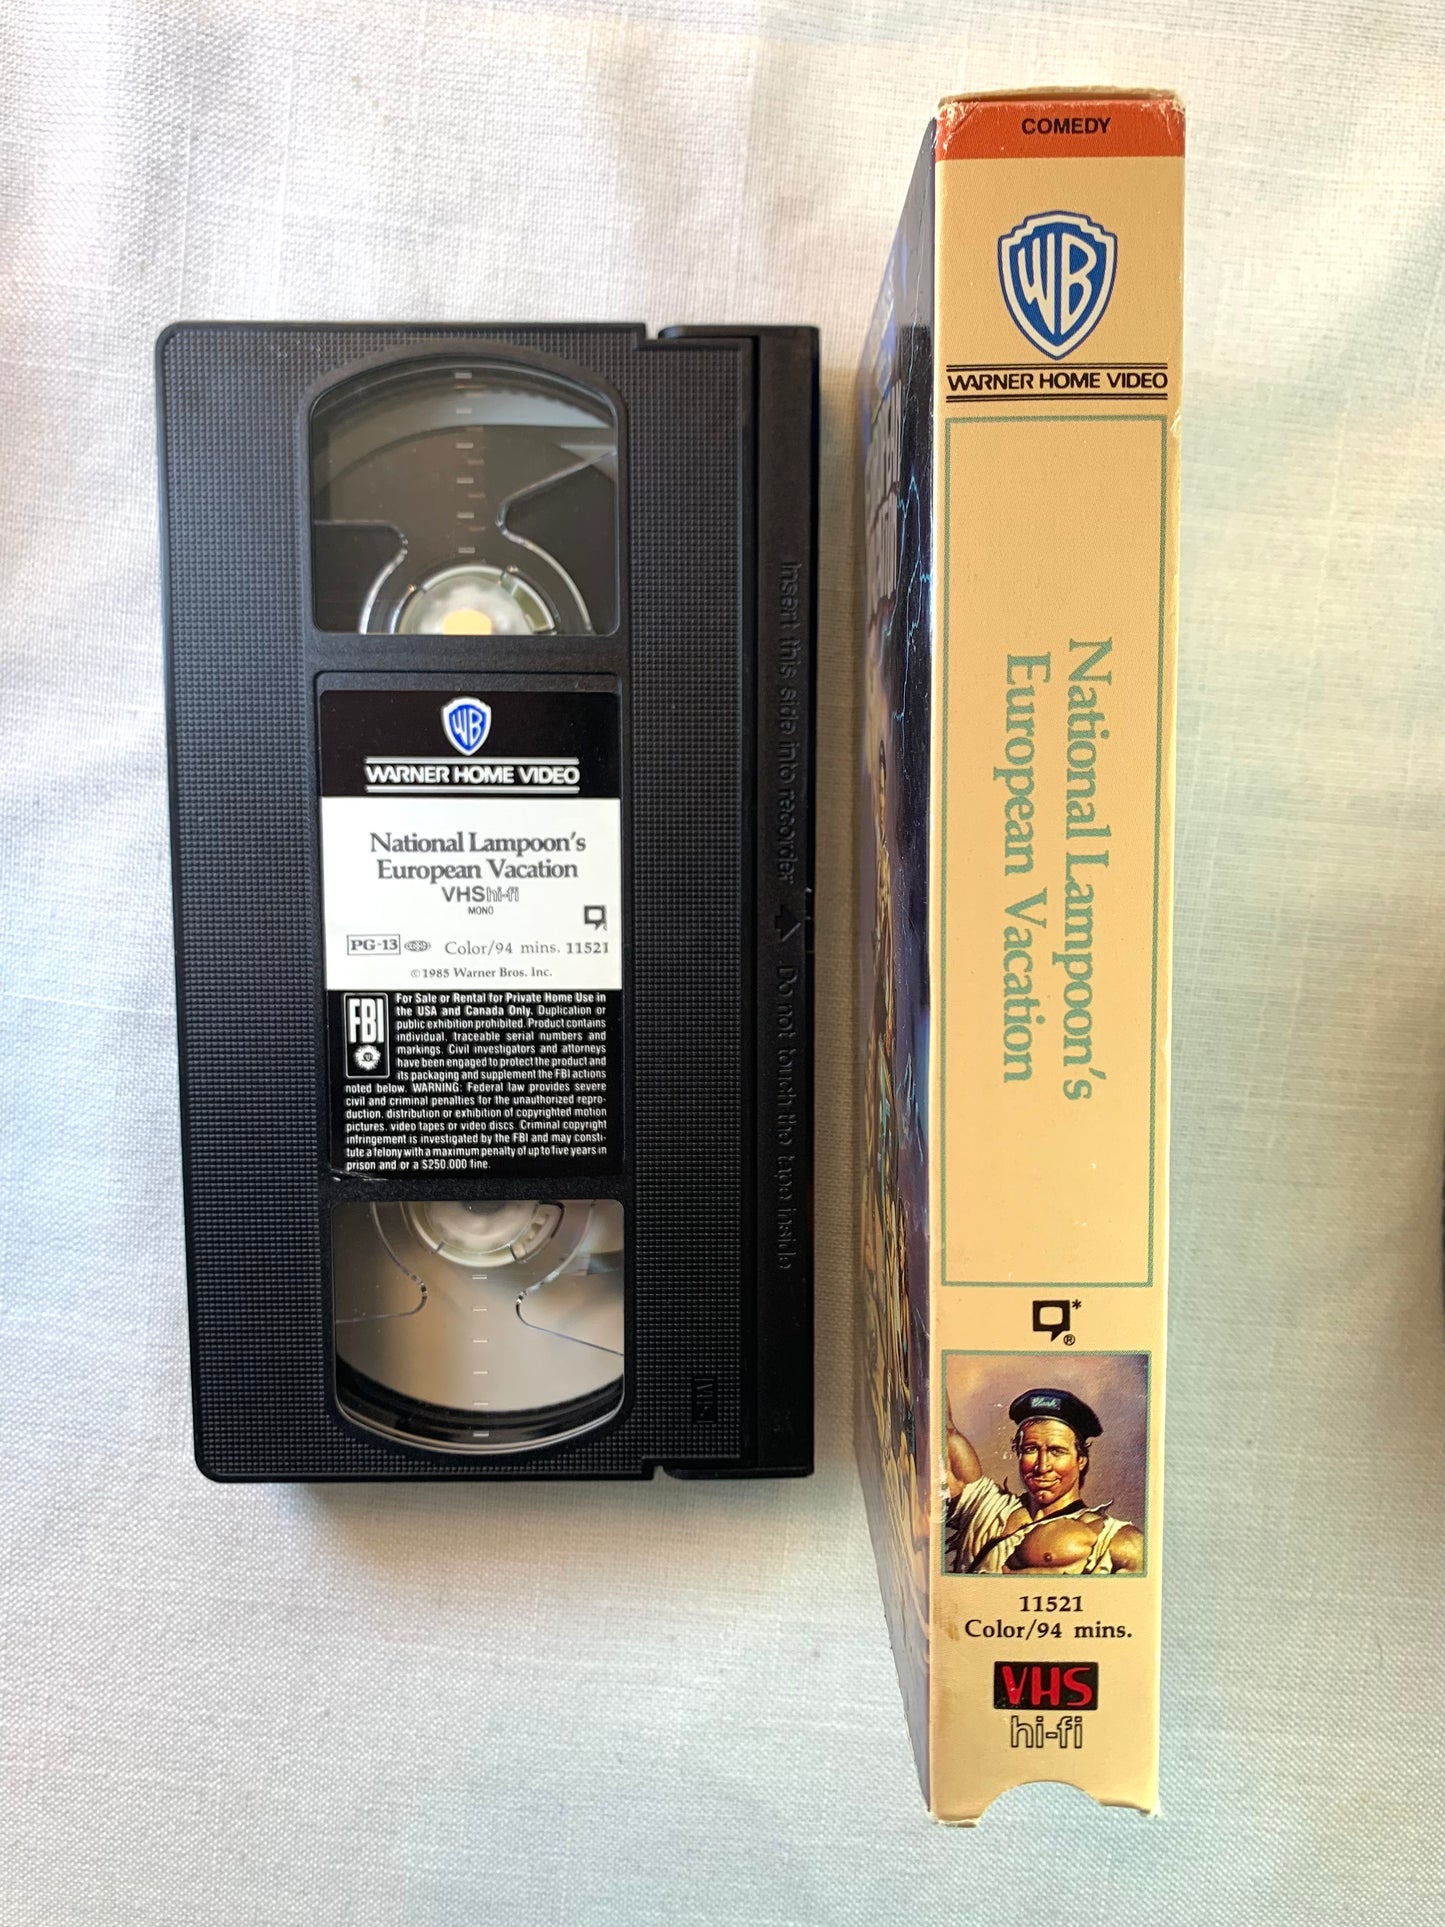 WB
WARNER HOME VIDEO
National Lampoon's
European Vacation
VHS hi-fi
MONO
PG-13 Color/94 mins. 11521
©1985 Warner Bros. Inc.
FBI
For Sale or Rental for Private Home Use in
the USA and Canada Only. Duplication or
public exhibition prohibited. Product contains
individual, traceable serial numbers and
markings. Civil investigators and attorneys
have been engaged to protect the product and
its packaging and supplement the FBI actions
noted below. WARNING: Federal law provides severe
civil and criminal penalties for the unauthorized repro-
duction, distribution or exhibition of copyrighted motion
pictures, video tapes or video discs. Criminal copyright
infringement is investigated by the FBI and may consti-
tute a felony with a maximum penalty of up to five years in
prison and or a $250.000 fine.
Insert this side into recorder Do not touch the tape inside
VHS
COMEDY
WB
WARNER HOME VIDEO
National Lampoon's
European Vacation
*
®
Clark
11521
Color/94 mins.
VHS
hi-fi